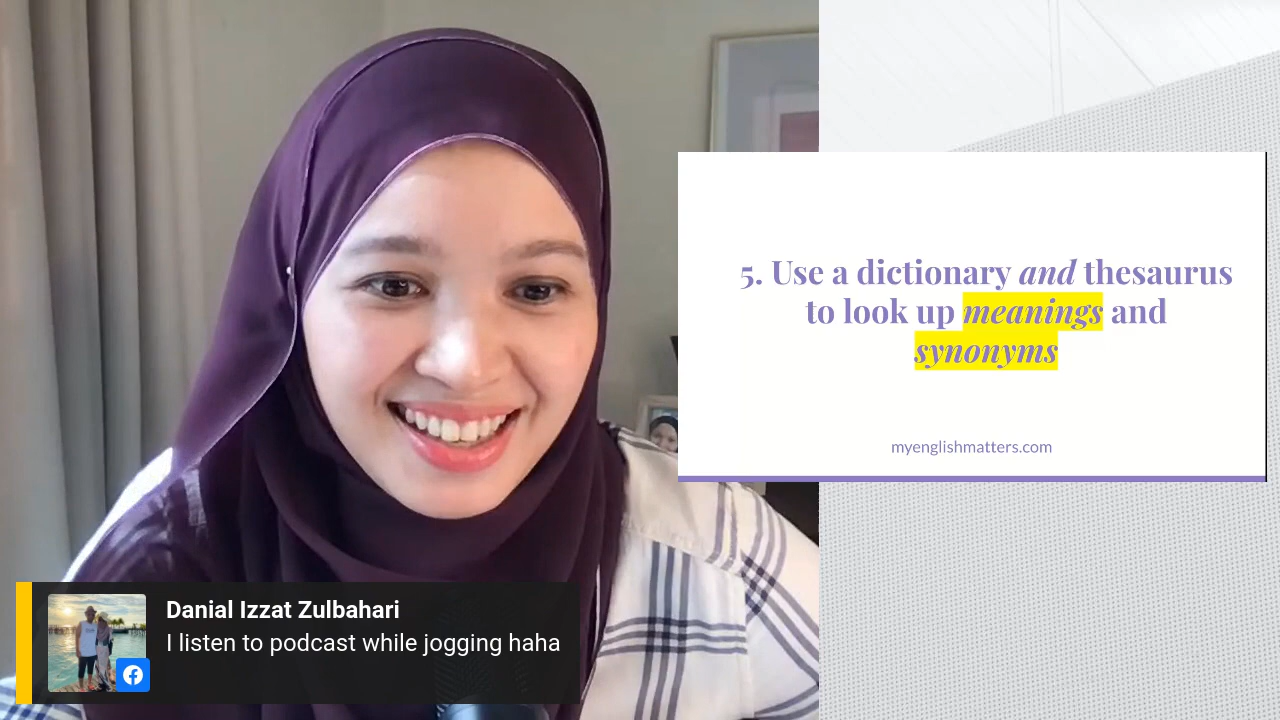 5. Use a dictionary and thesaurus
to look up meanings and
synonyms
myenglishmatters.com
Danial Izzat Zulbahari
I listen to podcast while jogging haha